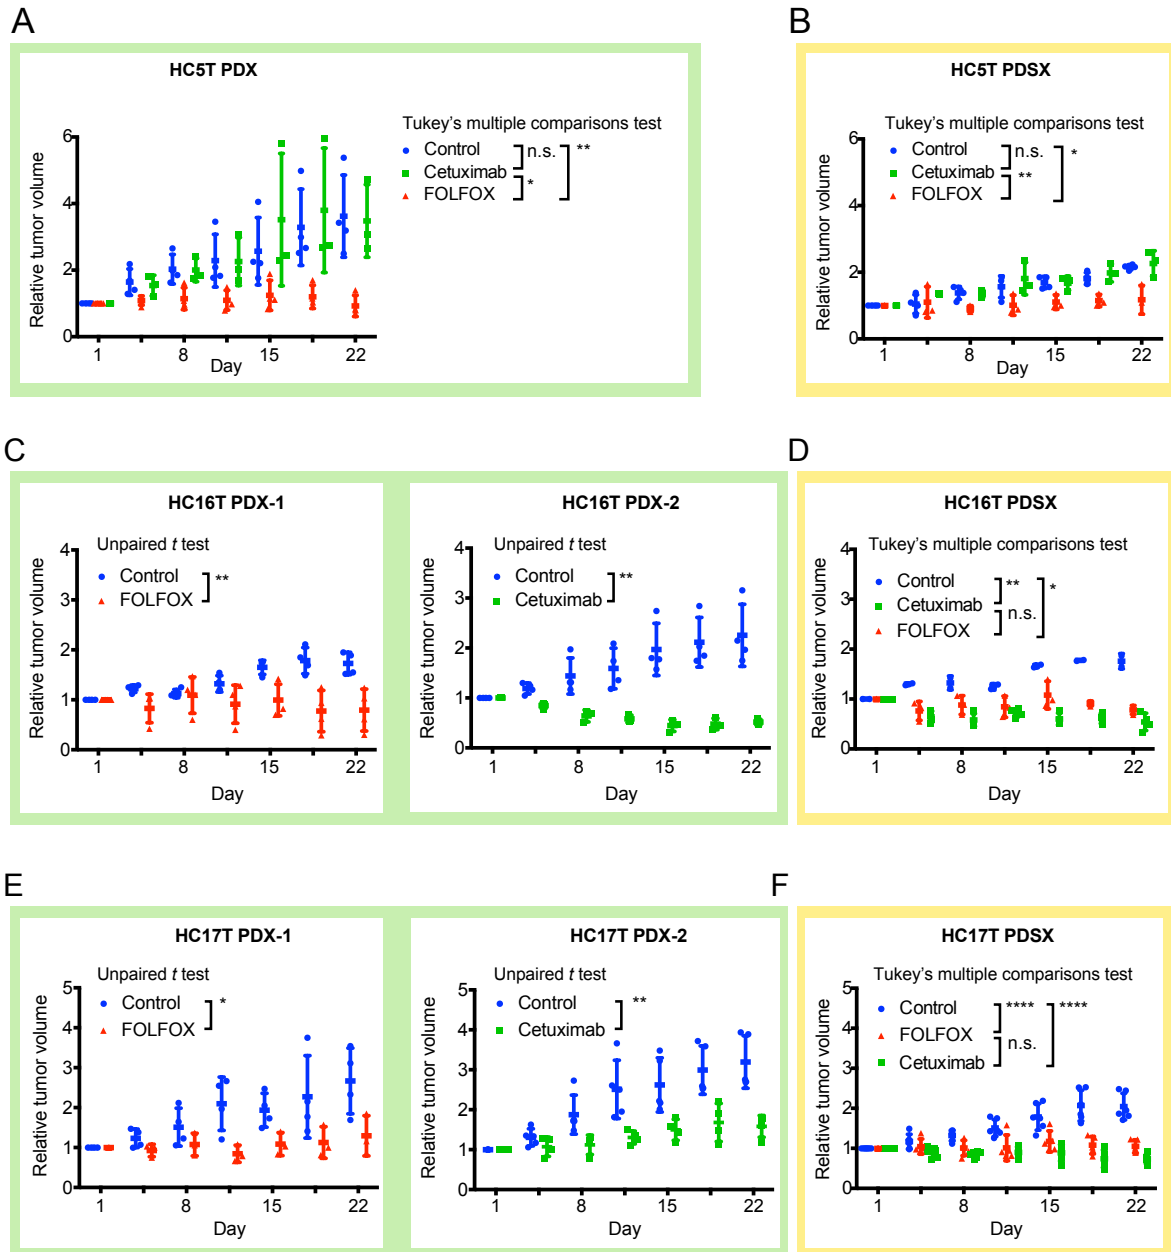 A
HC5T PDX
Tukey's multiple comparisons test
Control
Cetuximab
FOLFOX
n.s.
**
*
Relative tumor volume
6
4
2
0
1
8
15
22
Day
B
HC5T PDSX
Tukey's multiple comparisons test
Control
Cetuximab
FOLFOX
n.s.
*
**
Relative tumor volume
6
4
2
0
1
8
15
22
Day
C
HC16T PDX-1
Unpaired t test
Control
FOLFOX
**
Relative tumor volume
4
3
2
1
0
1
8
15
22
Day
HC16T PDX-2
Unpaired t test
Control
Cetuximab
**
Relative tumor volume
4
3
2
1
0
1
8
15
22
Day
D
HC16T PDSX
Tukey's multiple comparisons test
Control
Cetuximab
FOLFOX
**
*
n.s.
Relative tumor volume
4
3
2
1
0
1
8
15
22
Day
E
HC17T PDX-1
Unpaired t test
Control
FOLFOX
*
Relative tumor volume
5
4
3
2
1
0
1
8
15
22
Day
HC17T PDX-2
Unpaired t test
Control
Cetuximab
**
Relative tumor volume
5
4
3
2
1
0
1
8
15
22
Day
F
HC17T PDSX
Tukey's multiple comparisons test
Control
FOLFOX
Cetuximab
****
****
n.s.
Relative tumor volume
5
4
3
2
1
0
1
8
15
22
Day